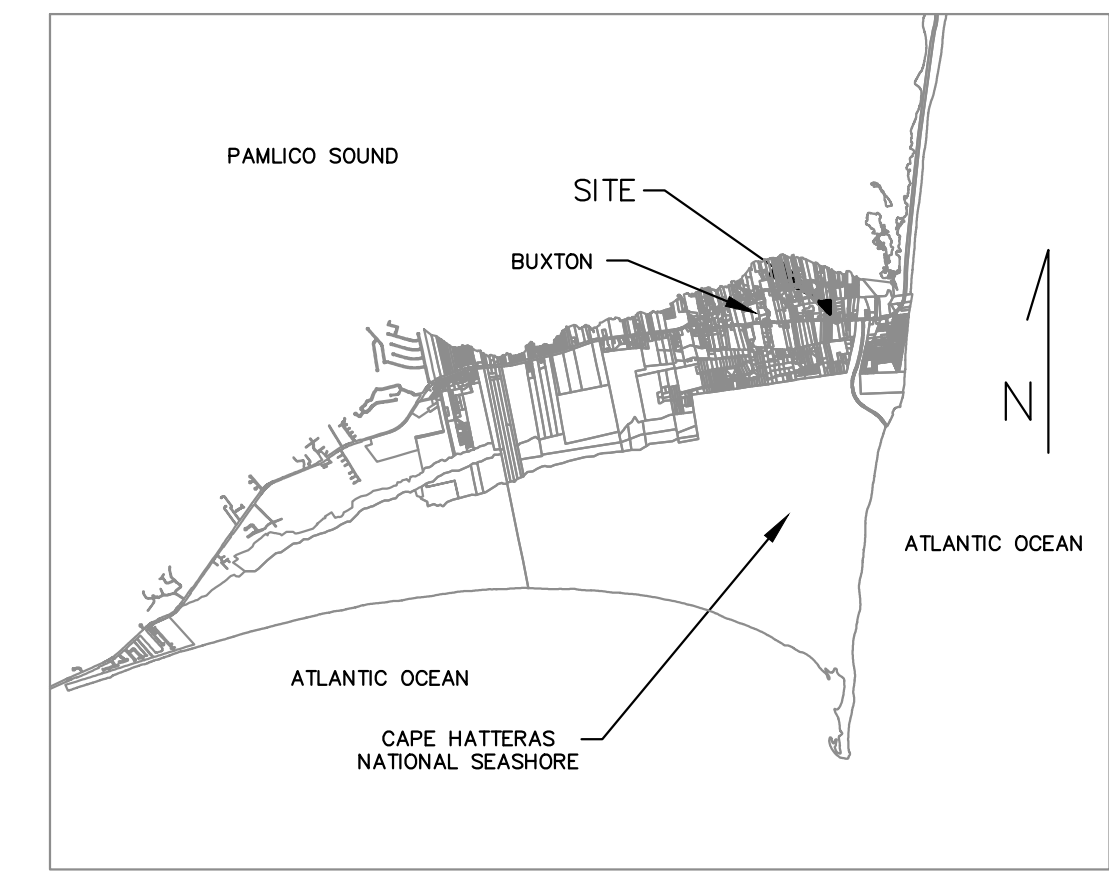 PAMLICO SOUND
SITE
BUXTON
N
ATLANTIC OCEAN
ATLANTIC OCEAN
CAPE HATTERAS
NATIONAL SEASHORE